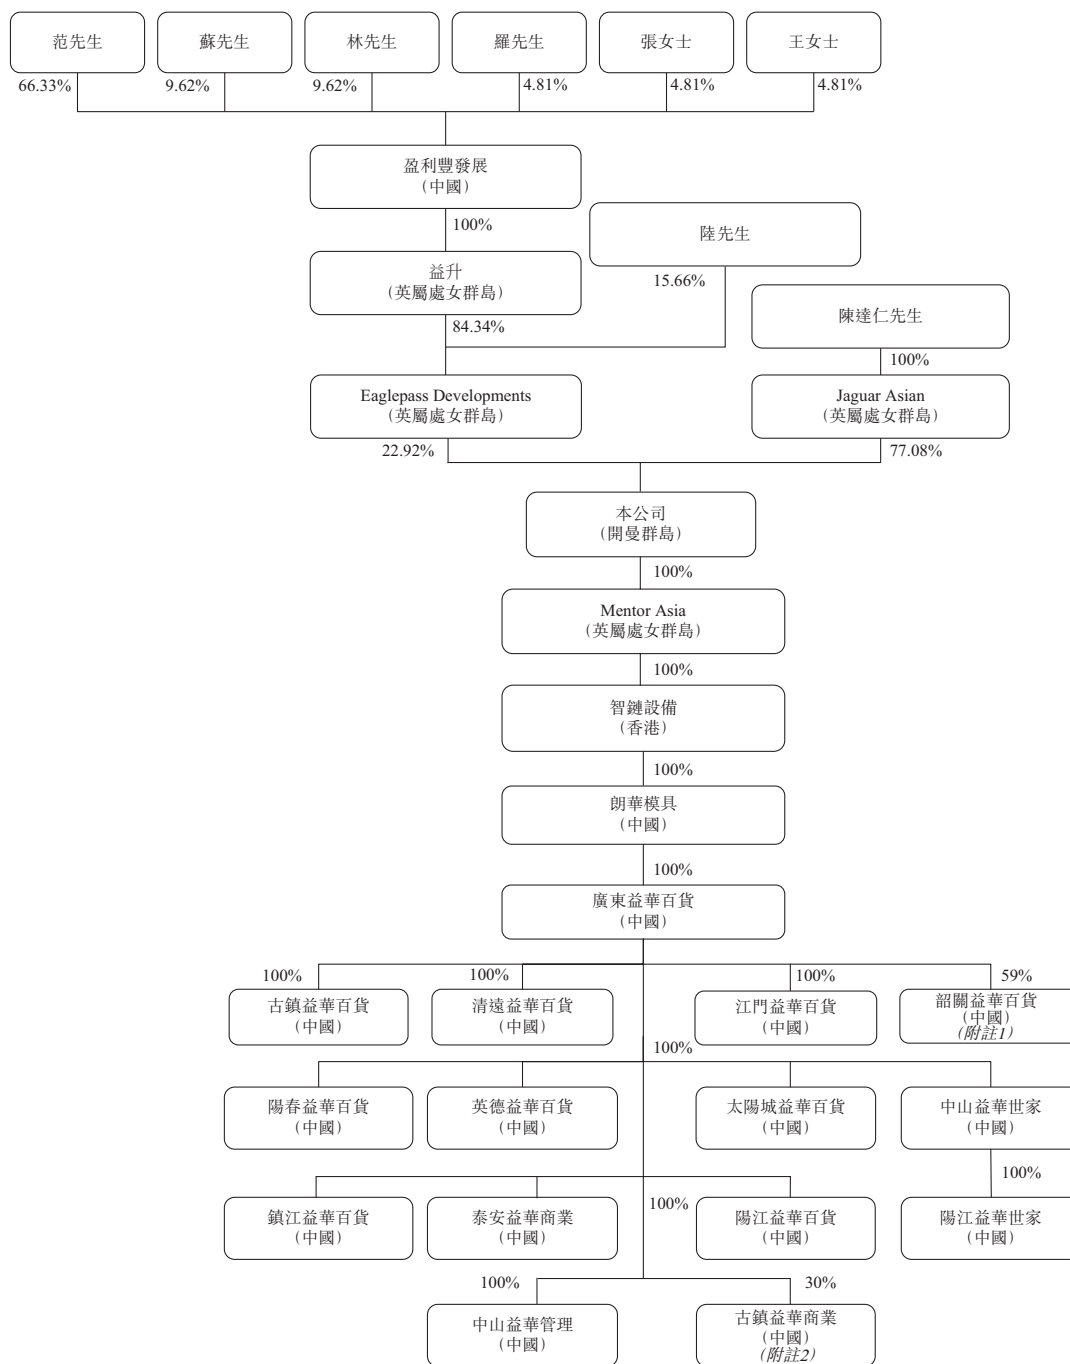 范先生
蘇先生
林先生
羅先生
張女士
王女士
66.33%
9.62%
9.62%
4.81%
4.81%
4.81%
盈利豐發展
（中國）
100%
陸先生
15.66%
益升
（英屬處女群島）
84.34%
陳達仁先生
100%
Eaglepass Developments
（英屬處女群島）
Jaguar Asian
（英屬處女群島）
22.92%
77.08%
本公司
（開曼群島）
100%
Mentor Asia
（英屬處女群島）
100%
智鏈設備
（香港）
100%
朗華模具
（中國）
100%
廣東益華百貨
（中國）
100%
100%
100%
59%
古鎮益華百貨
（中國）
清遠益華百貨
（中國）
江門益華百貨
（中國）
韶關益華百貨
（中國）
（附註1）
100%
陽春益華百貨
（中國）
英德益華百貨
（中國）
太陽城益華百貨
（中國）
中山益華世家
（中國）
100%
100%
鎮江益華百貨
（中國）
泰安益華商業
（中國）
陽江益華百貨
（中國）
陽江益華世家
（中國）
100%
30%
中山益華管理
（中國）
古鎮益華商業
（中國）
（附註2）